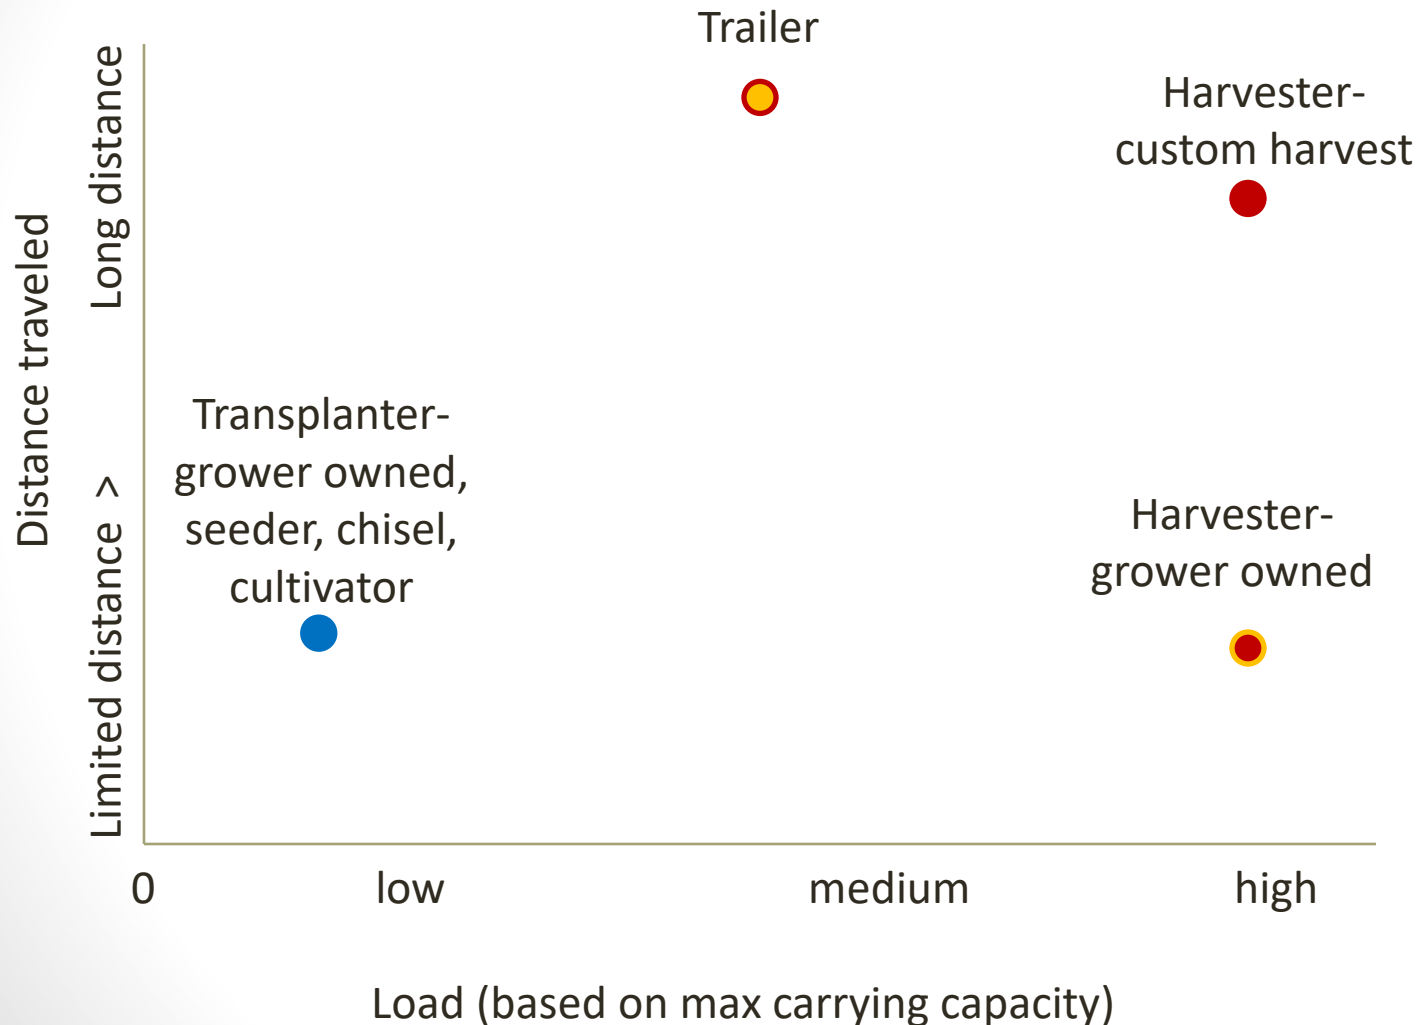 Trailer
Harvester-
custom harvest
Distance traveled
Long distance
Limited distance  >
Transplanter-
grower owned,
seeder, chisel,
cultivator
Harvester-
grower owned
0 low medium high
Load (based on max carrying capacity)